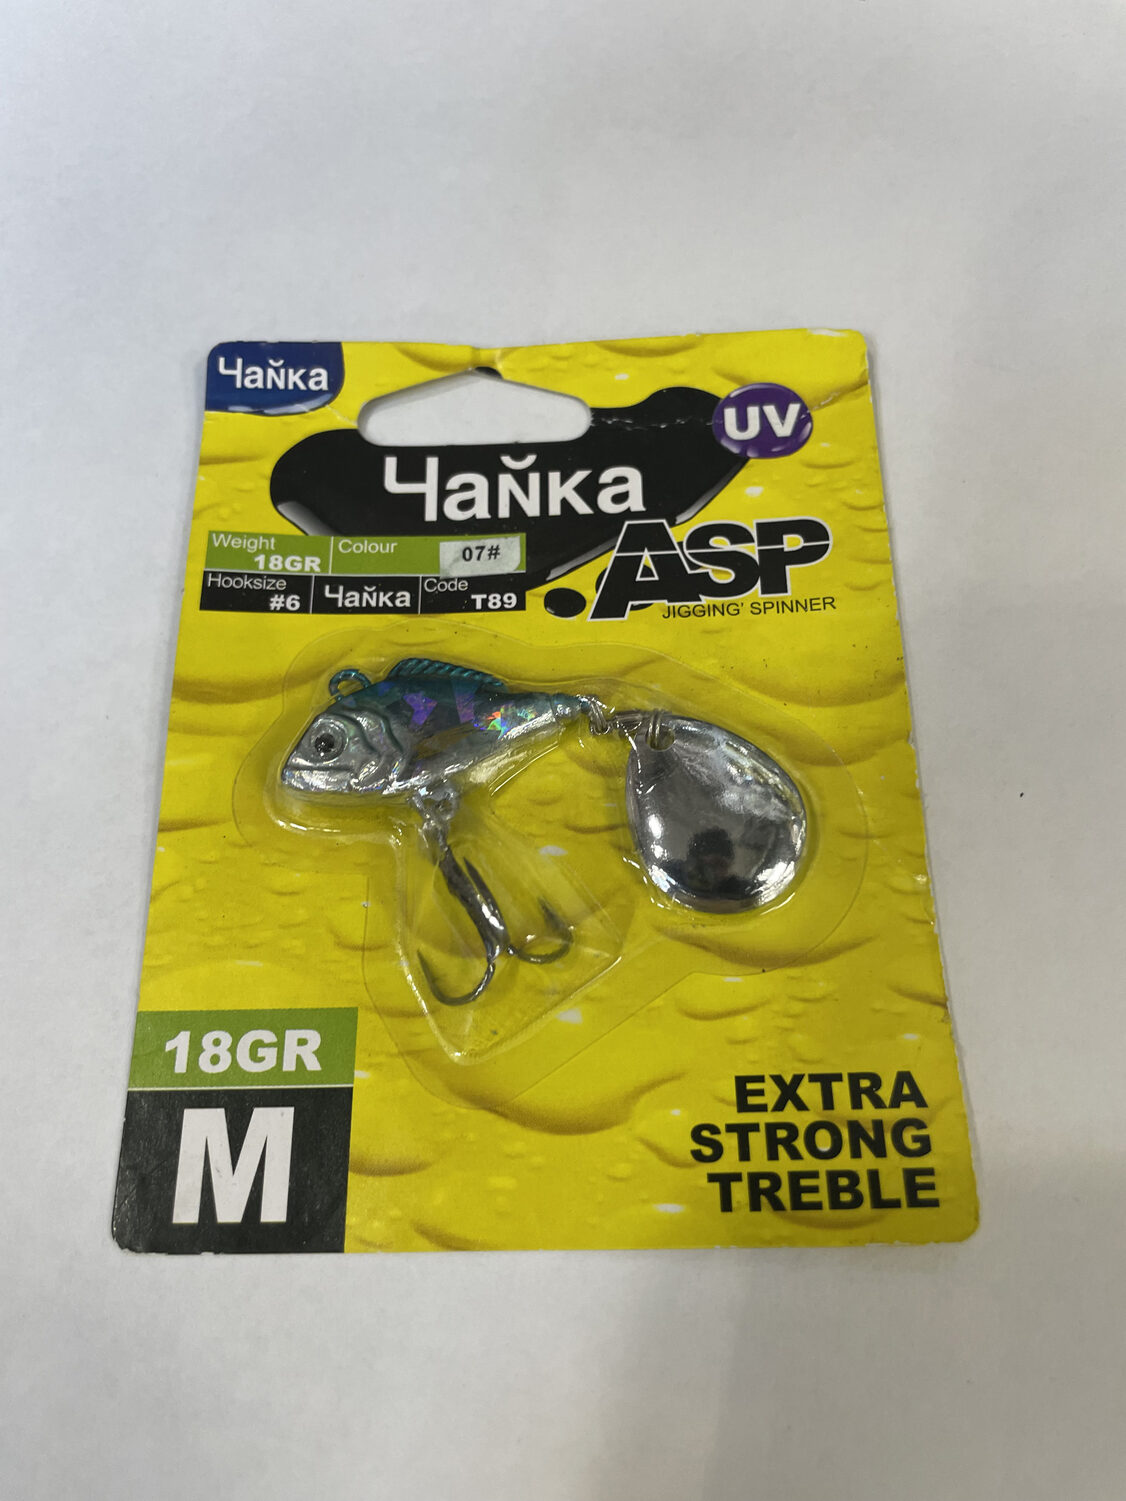 Чайка
UV
Чайка
.ASP
JIGGING' SPINNER
Weight 18GR Colour 07#
Hooksize #6 Чайка Code T89
18GR
M
EXTRA
STRONG
TREBLE